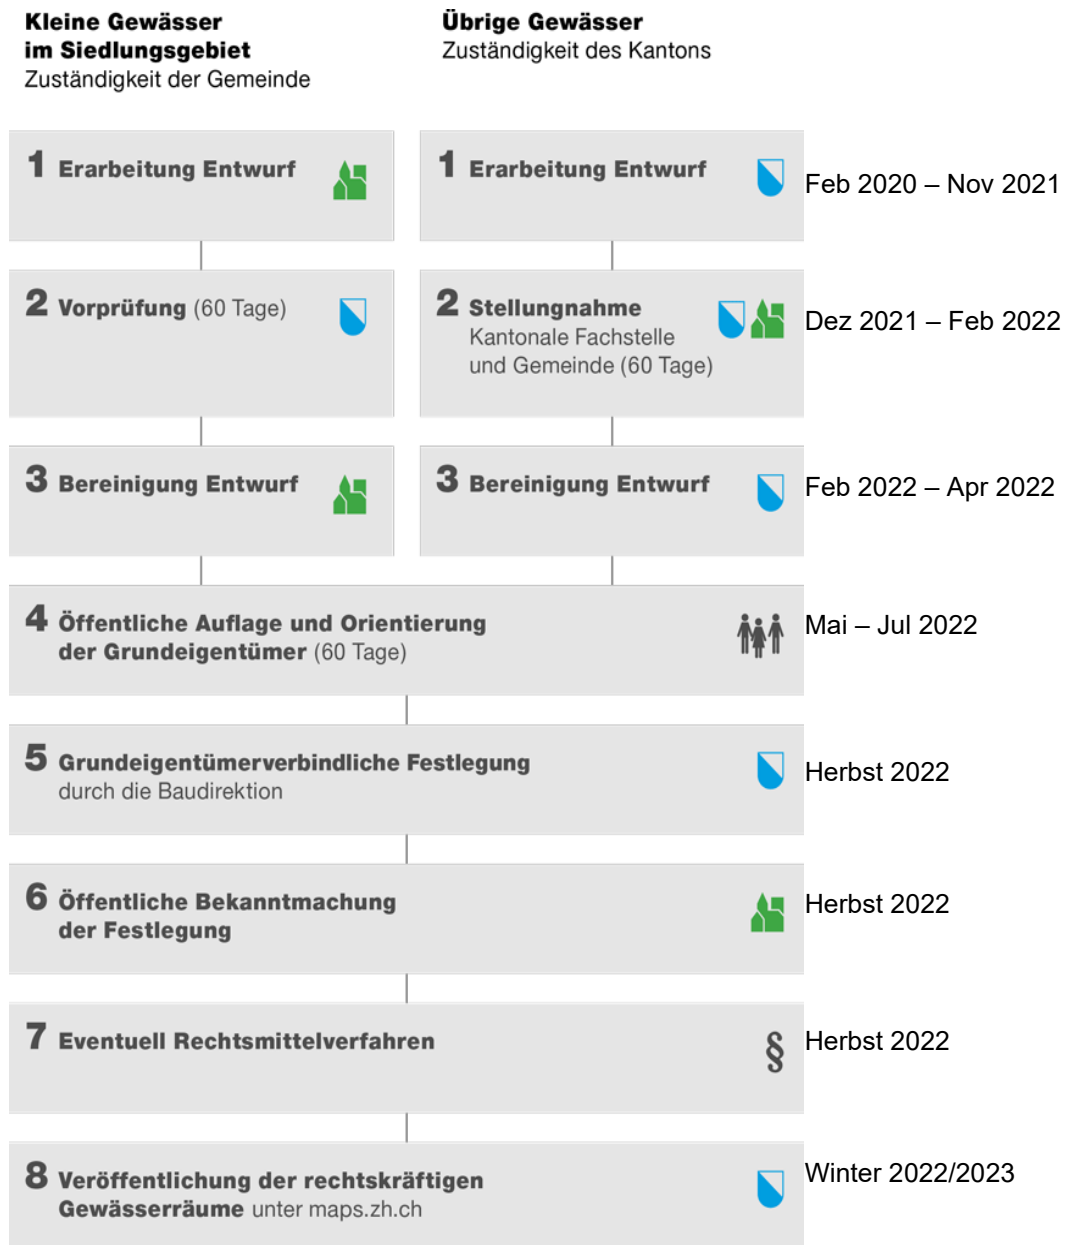 Kleine Gewässer
im Siedlungsgebiet
Zuständigkeit der Gemeinde
Übrige Gewässer
Zuständigkeit des Kantons
1 Erarbeitung Entwurf
1 Erarbeitung Entwurf
Feb 2020 – Nov 2021
2 Vorprüfung (60 Tage)
2 Stellungnahme
Kantonale Fachstelle
und Gemeinde (60 Tage)
Dez 2021 – Feb 2022
3 Bereinigung Entwurf
3 Bereinigung Entwurf
Feb 2022 – Apr 2022
4 Öffentliche Auflage und Orientierung
der Grundeigentümer (60 Tage)
Mai – Jul 2022
5 Grundeigentümerverbindliche Festlegung
durch die Baudirektion
Herbst 2022
6 Öffentliche Bekanntmachung
der Festlegung
Herbst 2022
7 Eventuell Rechtsmittelverfahren
§
Herbst 2022
8 Veröffentlichung der rechtskräftigen
Gewässerräume unter maps.zh.ch
Winter 2022/2023